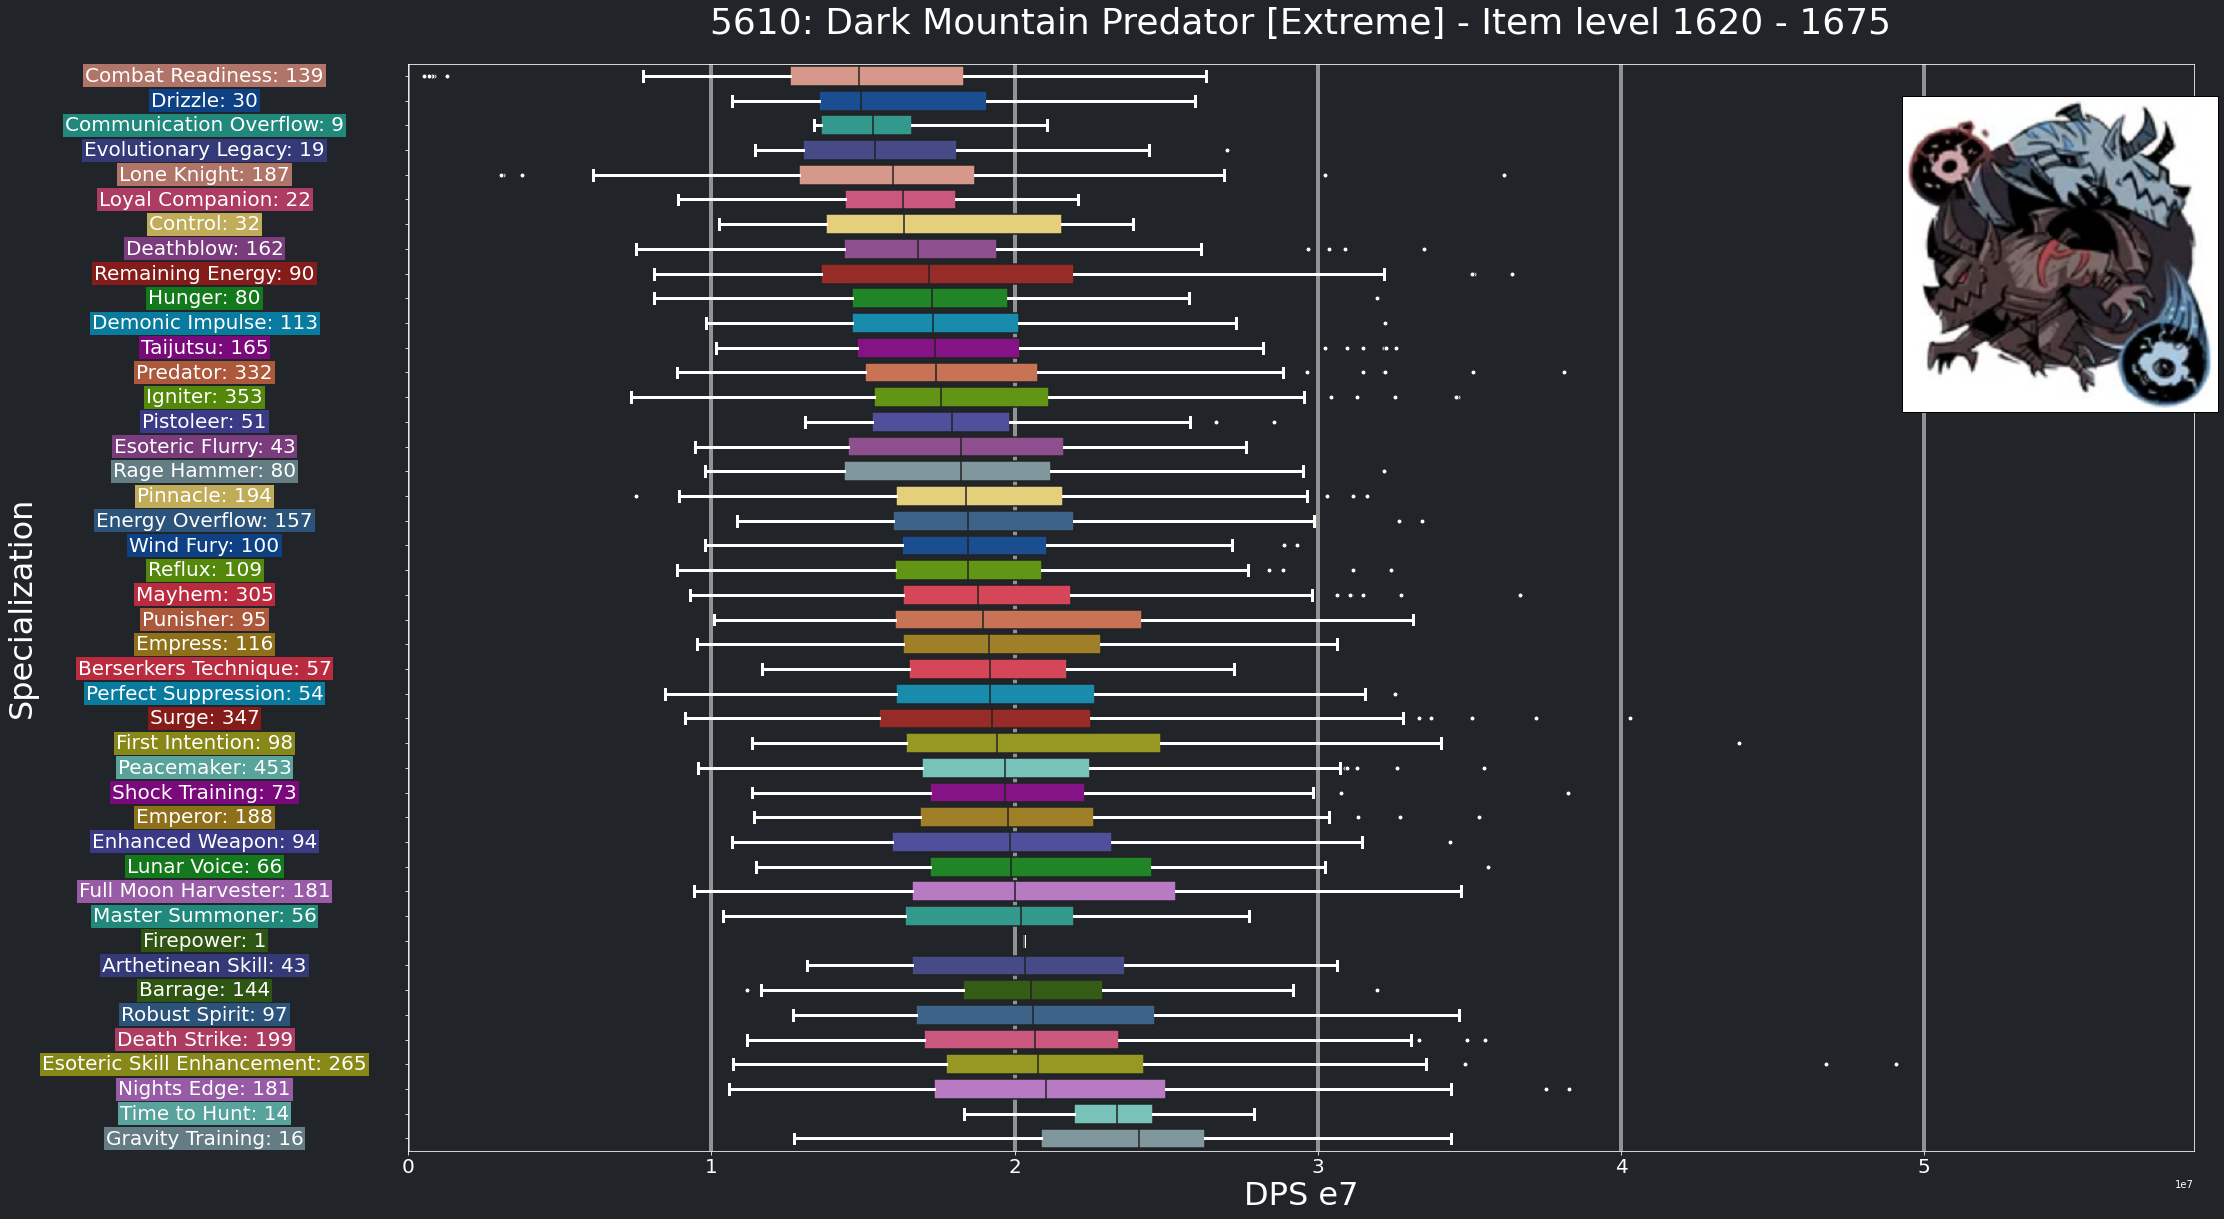 5610: Dark Mountain Predator [Extreme] - Item level 1620 - 1675
Specialization
Combat Readiness: 139
Drizzle: 30
Communication Overflow: 9
Evolutionary Legacy: 19
Lone Knight: 187
Loyal Companion: 22
Control: 32
Deathblow: 162
Remaining Energy: 90
Hunger: 80
Demonic Impulse: 113
Taijutsu: 165
Predator: 332
Igniter: 353
Pistoleer: 51
Esoteric Flurry: 43
Rage Hammer: 80
Pinnacle: 194
Energy Overflow: 157
Wind Fury: 100
Reflux: 109
Mayhem: 305
Punisher: 95
Empress: 116
Berserkers Technique: 57
Perfect Suppression: 54
Surge: 347
First Intention: 98
Peacemaker: 453
Shock Training: 73
Emperor: 188
Enhanced Weapon: 94
Lunar Voice: 66
Full Moon Harvester: 181
Master Summoner: 56
Firepower: 1
Arthetinean Skill: 43
Barrage: 144
Robust Spirit: 97
Death Strike: 199
Esoteric Skill Enhancement: 265
Nights Edge: 181
Time to Hunt: 14
Gravity Training: 16
0 1 2 3 4 5
DPS e7
1e7